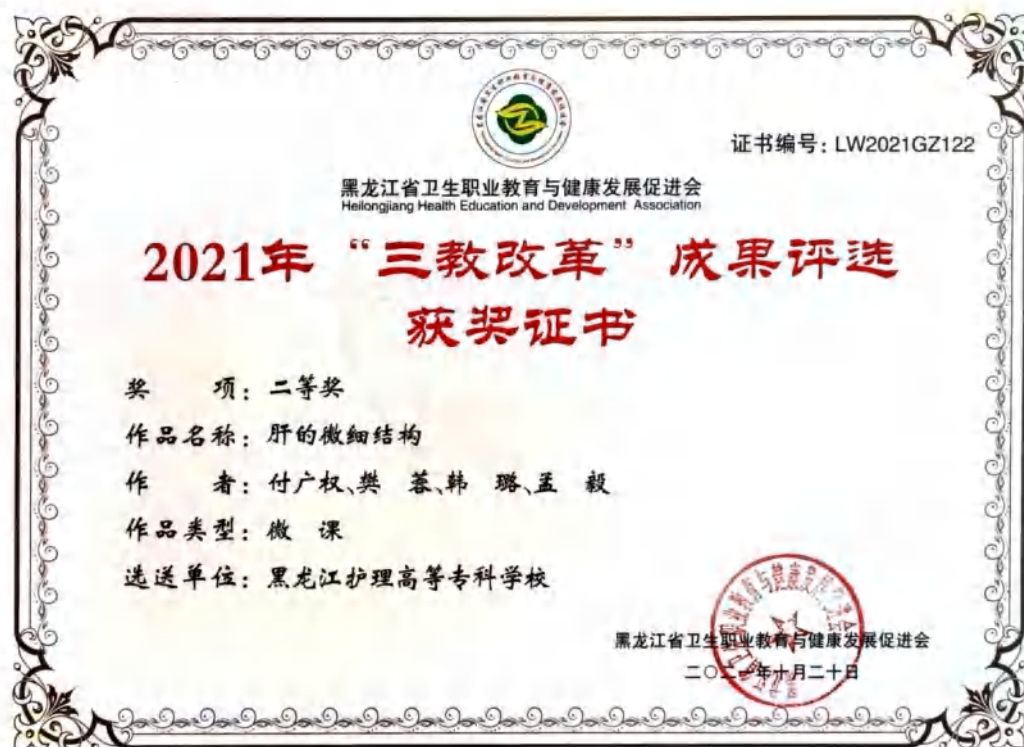 证书编号：LW2021GZ122
黑龙江省卫生职业教育与健康发展促进会
Heilongjiang Health Education and Development Association
2021年“三教改革”成果评选
获奖证书
奖　　项：二等奖
作品名称：肝的微细结构
作　　者：付广权、樊　蓉、韩　璐、孟　毅
作品类型：微　课
选送单位：黑龙江护理高等专科学校
黑龙江省卫生职业教育与健康发展促进会
二〇二一年十月二十日